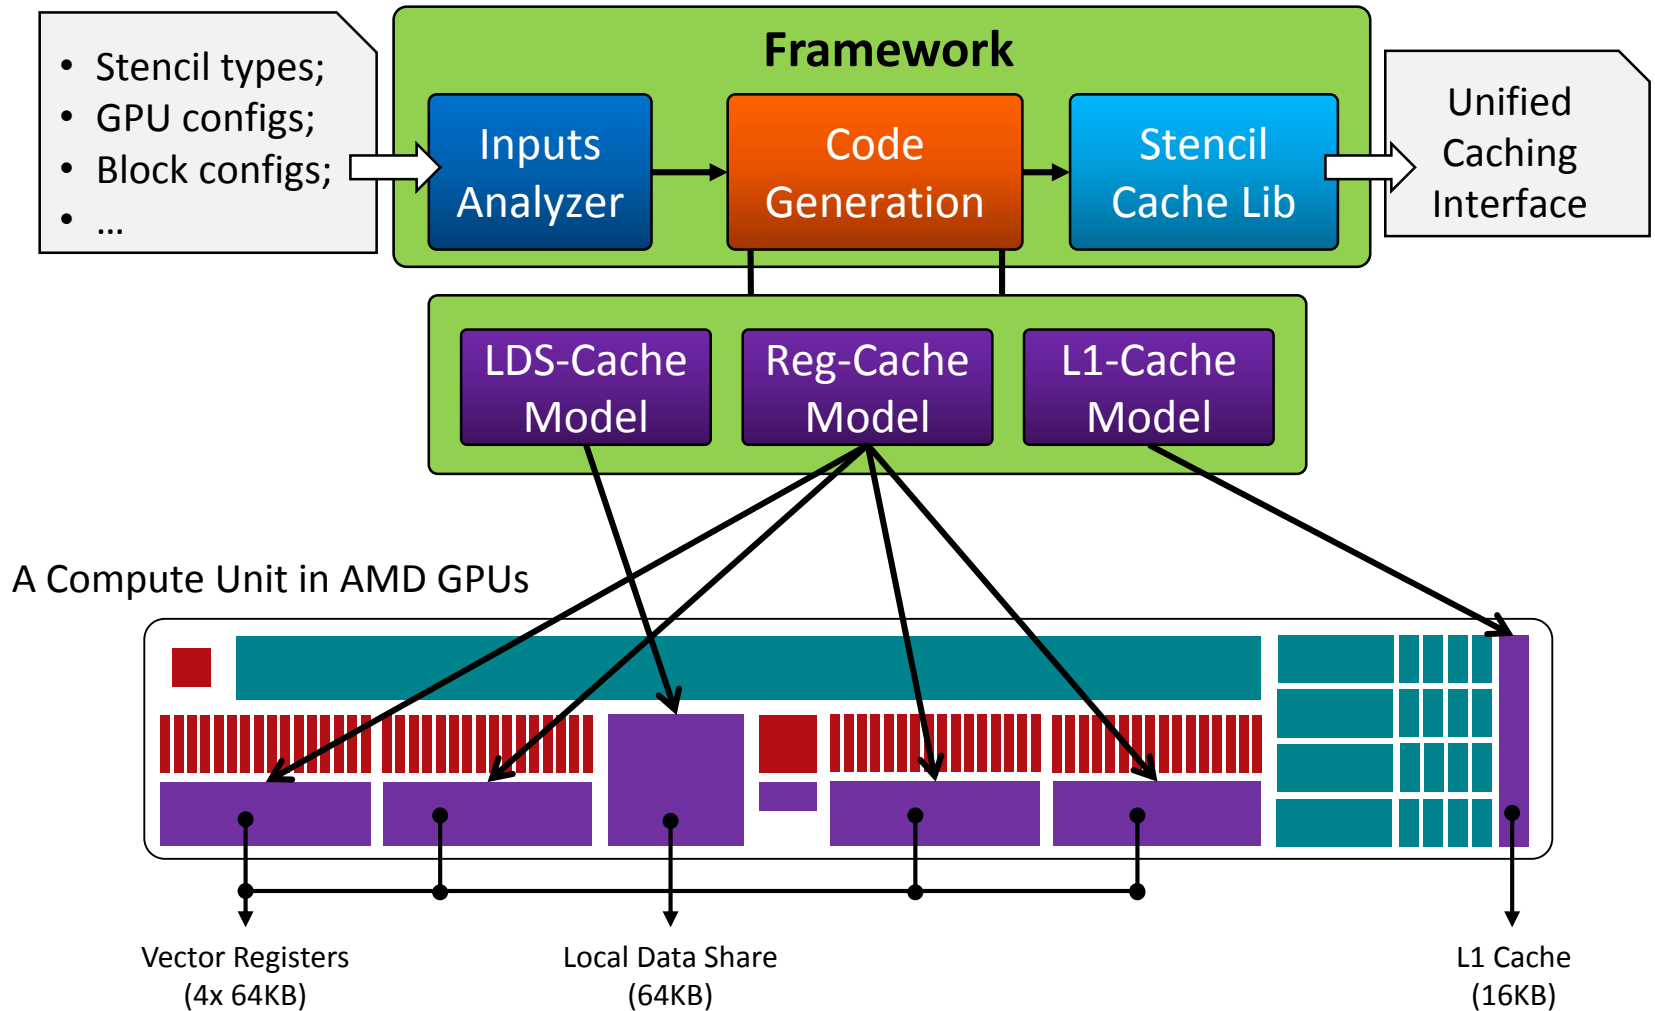 Framework
• Stencil types;
• GPU configs;
• Block configs;
• ...
Inputs
Analyzer
Code
Generation
Stencil
Cache Lib
Unified
Caching
Interface
LDS-Cache
Model
Reg-Cache
Model
L1-Cache
Model
A Compute Unit in AMD GPUs
Vector Registers
(4x 64KB)
Local Data Share
(64KB)
L1 Cache
(16KB)